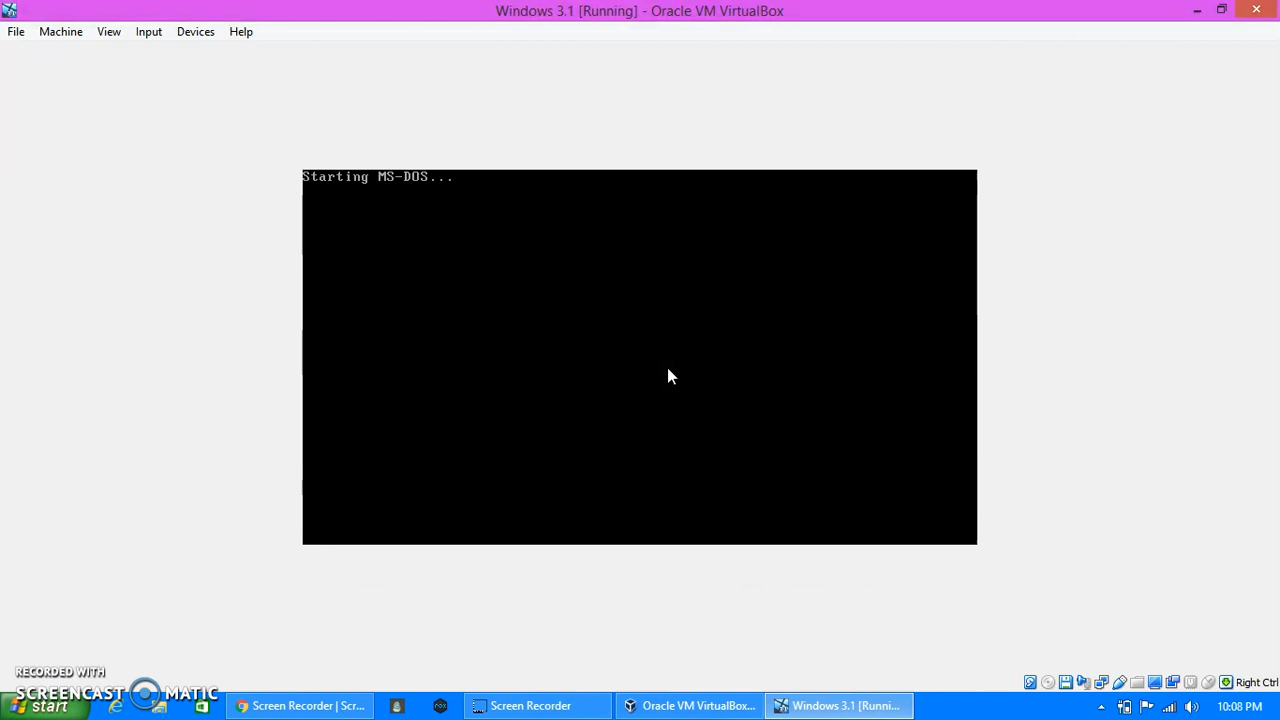 Windows 3.1 [Running] - Oracle VM VirtualBox
File Machine View Input Devices Help
Starting MS-DOS...
Right Ctrl
RECORDED WITH
SCREENCAST MATIC
start
Screen Recorder | Scr...
Screen Recorder
Oracle VM VirtualBox...
Windows 3.1 [Runni...
10:08 PM